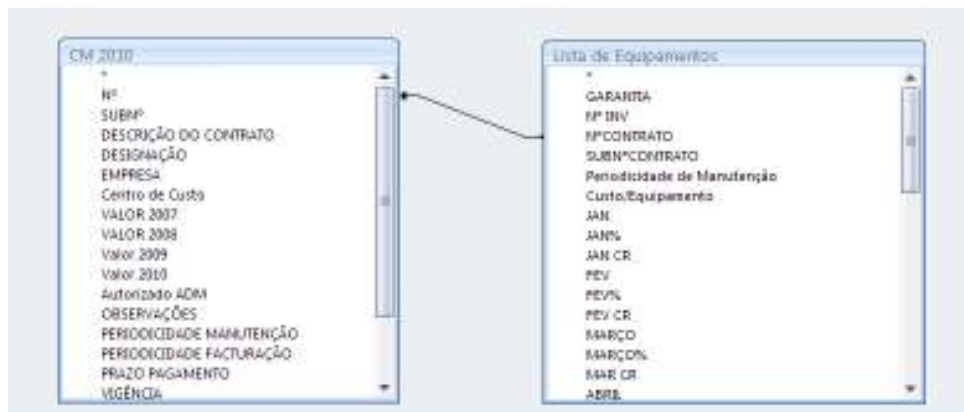 CM 2010
*
Nº
SUBNº
DESCRIÇÃO DO CONTRATO
DESIGNAÇÃO
EMPRESA
Centro de Custo
VALOR 2007
VALOR 2008
Valor 2009
Valor 2010
Autorizado ADM
OBSERVAÇÕES
PERIODICIDADE MANUTENÇÃO
PERIODICIDADE FACTURAÇÃO
PRAZO PAGAMENTO
VIGÊNCIA
Lista de Equipamentos
*
GARANTIA
Nº INV
NºCONTRATO
SUBNºCONTRATO
Periodicidade de Manutenção
Custo/Equipamento
JAN
JAN%
JAN CR
FEV
FEV%
FEV CR
MARÇO
MARÇO%
MAR CR
ABRIL